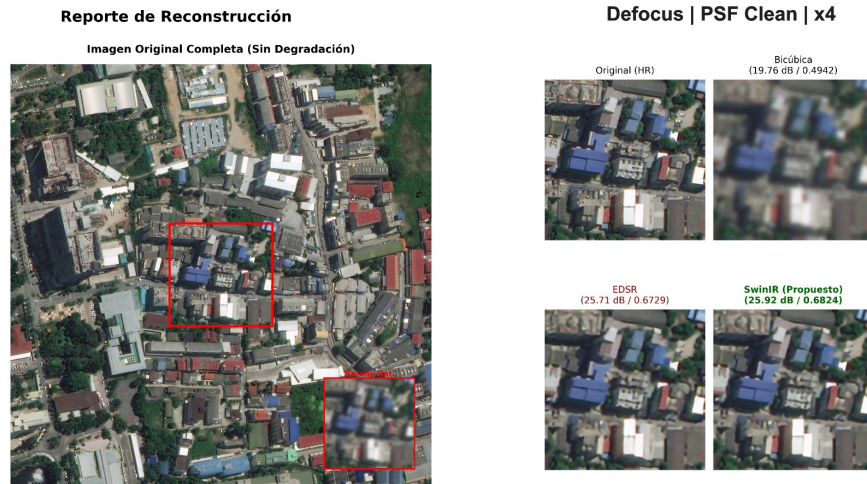 Reporte de Reconstrucción
Defocus | PSF Clean | x4
Imagen Original Completa (Sin Degradación)
Original (HR)
Bicúbica
(19.76 dB / 0.4942)
EDSR
(25.71 dB / 0.6729)
SwinIR (Propuesto)
(25.92 dB / 0.6824)